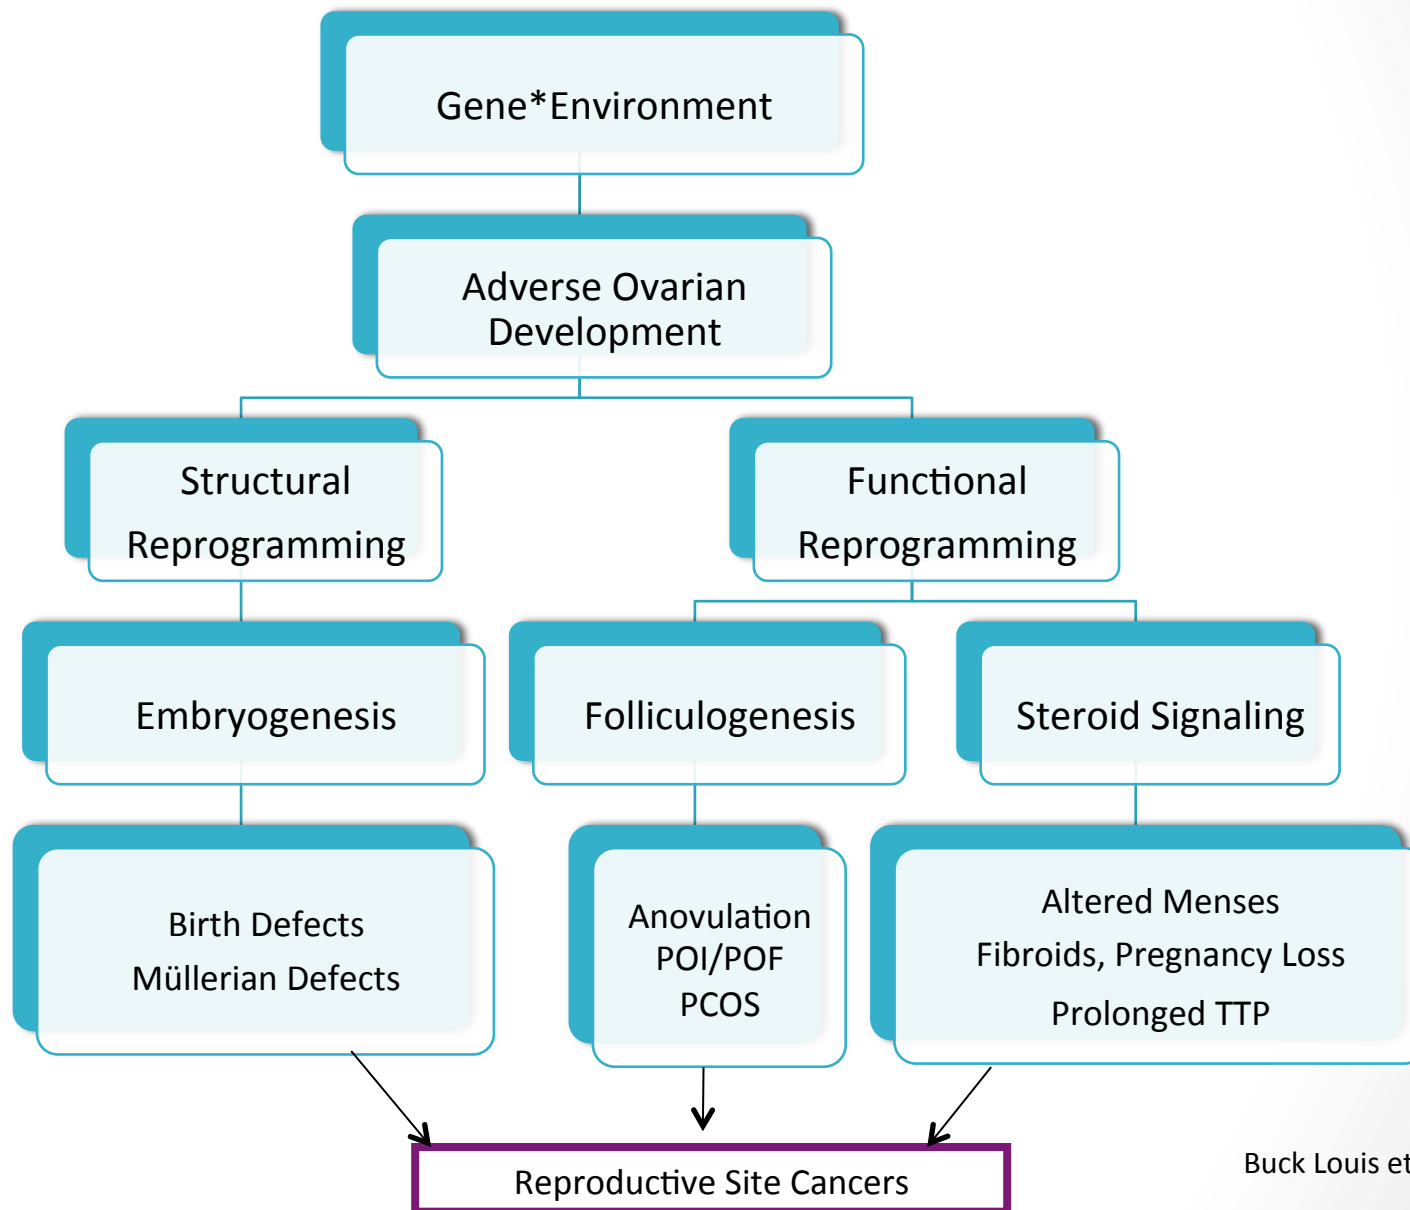 Gene*Environment
Adverse Ovarian
Development
Structural
Reprogramming
Functional
Reprogramming
Embryogenesis
Folliculogenesis
Steroid Signaling
Birth Defects
Müllerian Defects
Anovulation
POI/POF
PCOS
Altered Menses
Fibroids, Pregnancy Loss
Prolonged TTP
Reproductive Site Cancers
Buck Louis et